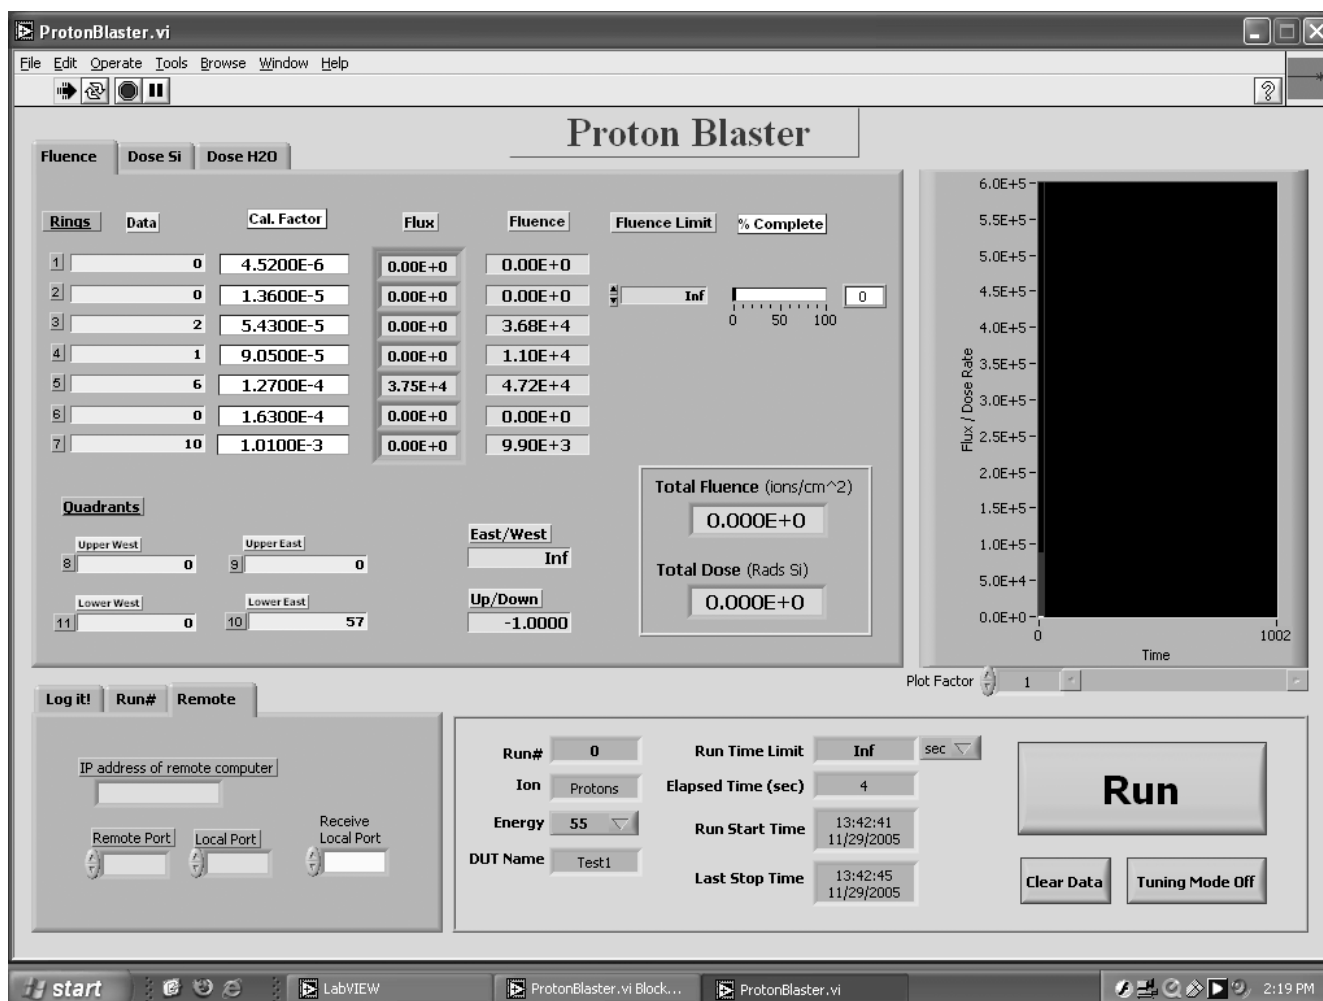 ProtonBlaster.vi
File Edit Operate Tools Browse Window Help
Proton Blaster
Fluence Dose Si Dose H2O
Rings Data Cal. Factor Flux Fluence Fluence Limit % Complete
1 0 4.5200E-6 0.00E+0 0.00E+0
2 0 1.3600E-5 0.00E+0 0.00E+0 Inf 0
3 2 5.4300E-5 0.00E+0 3.68E+4 0 50 100
4 1 9.0500E-5 0.00E+0 1.10E+4
5 6 1.2700E-4 3.75E+4 4.72E+4
6 0 1.6300E-4 0.00E+0 0.00E+0
7 10 1.0100E-3 0.00E+0 9.90E+3
Quadrants
Upper West Upper East East/West
8 0 9 0 Inf
Lower West Lower East Up/Down
11 0 10 57 -1.0000
Total Fluence (ions/cm^2)
0.000E+0
Total Dose (Rads Si)
0.000E+0
6.0E+5
5.5E+5
5.0E+5
4.5E+5
4.0E+5
3.5E+5
3.0E+5
2.5E+5
2.0E+5
1.5E+5
1.0E+5
5.0E+4
0.0E+0
Flux / Dose Rate
0 1002
Time
Plot Factor 1
Log it! Run# Remote
IP address of remote computer
Receive
Remote Port Local Port Local Port
Run# 0 Run Time Limit Inf sec
Ion Protons Elapsed Time (sec) 4
Energy 55 Run Start Time 13:42:41
11/29/2005
DUT Name Test1 Last Stop Time 13:42:45
11/29/2005
Run
Clear Data Tuning Mode Off
start LabVIEW ProtonBlaster.vi Block... ProtonBlaster.vi 2:19 PM